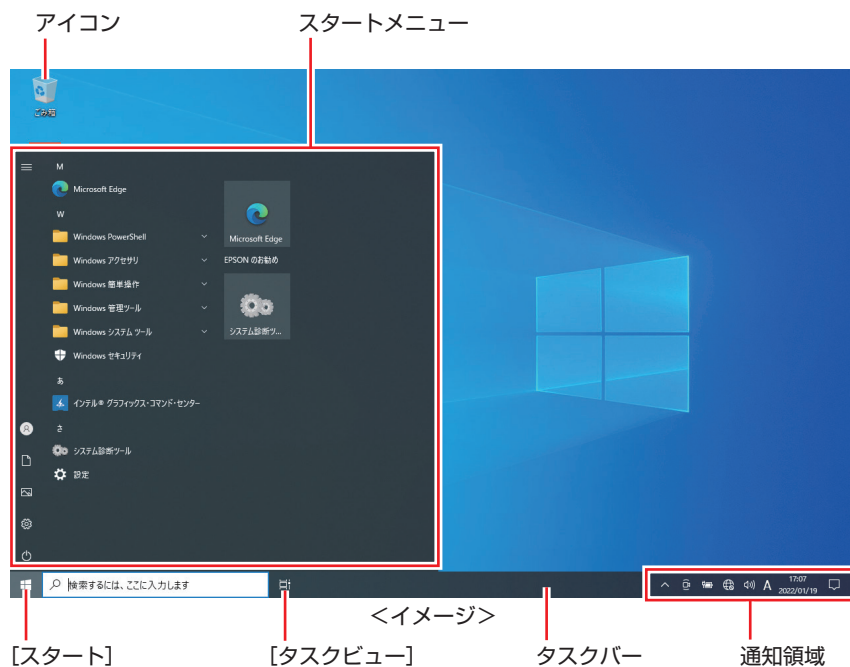 アイコン
スタートメニュー
ごみ箱
M
Microsoft Edge
W
Windows PowerShell
Windows アクセサリ
Windows 簡単操作
Windows 管理ツール
Windows システム ツール
Windows セキュリティ
あ
インテル® グラフィックス・コマンド・センター
さ
システム診断ツール
設定
Microsoft Edge
EPSON のお勧め
システム診断ツ...
検索するには、ここに入力します
A
17:07
2022/01/19
＜イメージ＞
[スタート]
[タスクビュー]
タスクバー
通知領域